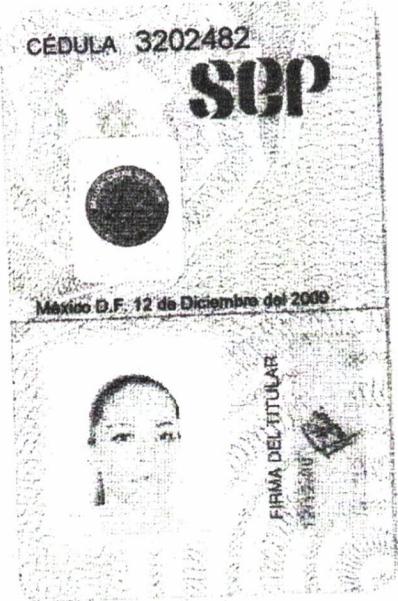 CÉDULA 3202482
sep
México D.F. 12 de Diciembre del 2000
FIRMA DEL TITULAR